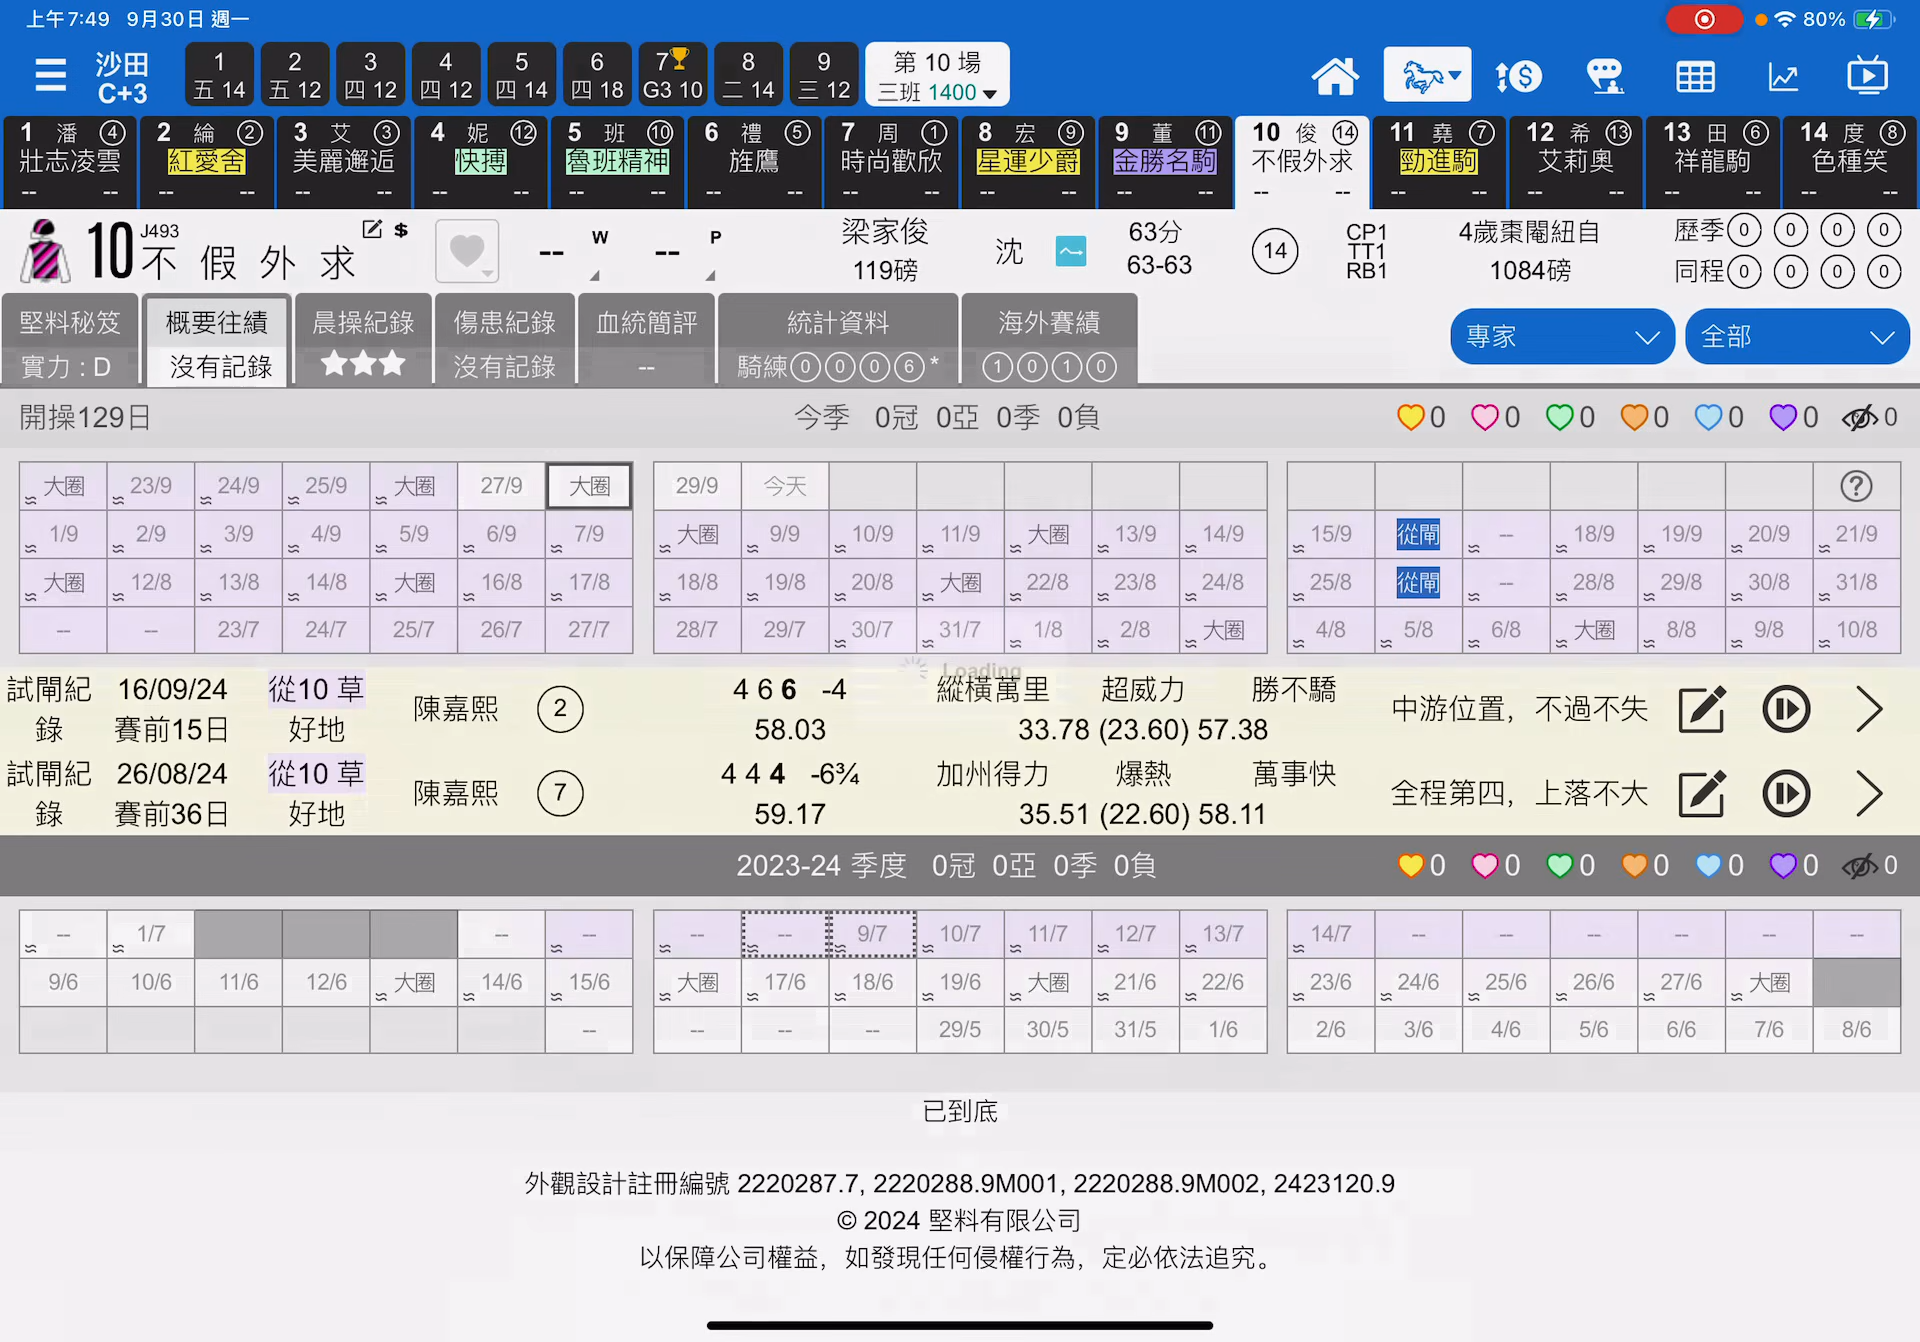 上午7:49 9月30日 週一
80%
沙田
C+3
1 2 3 4 5 6 7 8 9 第 10 場
五 14 五 12 四 12 四 12 四 14 四 18 G3 10 二 14 三 12 三班 1400
1 潘 ④ 2 綸 ② 3 艾 ③ 4 妮 ⑫ 5 班 ⑩ 6 禮 ⑤ 7 周 ① 8 宏 ⑨ 9 董 ⑪ 10 俊 ⑭ 11 堯 ⑦ 12 希 ⑬ 13 田 ⑥ 14 度 ⑧
壯志凌雲 紅愛舍 美麗邂逅 快搏 魯班精神 旌鷹 時尚歡欣 星運少爵 金勝名駒 不假外求 勁進駒 艾莉奧 祥龍駒 色種笑
-- -- -- -- -- -- -- -- -- -- -- -- -- -- -- -- -- -- -- -- -- -- -- -- -- -- -- --
10 J493 $
不假外求
-- W -- P
梁家俊
119磅
沈
63分
63-63
14
CP1
TT1
RB1
4歲棗閹紐自
1084磅
歷季 0 0 0 0
同程 0 0 0 0
堅料秘笈 概要往績 晨操紀錄 傷患紀錄 血統簡評 統計資料 海外賽績
實力 : D 沒有記錄 ★★★ 沒有記錄 -- 騎練 0 0 0 6 * 1 0 1 0
專家 全部
開操129日 今季 0冠 0亞 0季 0負 0 0 0 0 0 0 0
大圈 23/9 24/9 25/9 大圈 27/9 大圈 29/9 今天 ?
1/9 2/9 3/9 4/9 5/9 6/9 7/9 大圈 9/9 10/9 11/9 大圈 13/9 14/9 15/9 從閘 -- 18/9 19/9 20/9 21/9
大圈 12/8 13/8 14/8 大圈 16/8 17/8 18/8 19/8 20/8 大圈 22/8 23/8 24/8 25/8 從閘 -- 28/8 29/8 30/8 31/8
-- -- 23/7 24/7 25/7 26/7 27/7 28/7 29/7 30/7 31/7 1/8 2/8 大圈 4/8 5/8 6/8 大圈 8/8 9/8 10/8
Loading
試閘紀錄 16/09/24 從10 草 陳嘉熙 2 4 6 6 -4 縱橫萬里 超威力 勝不驕 中游位置，不過不失
賽前15日 好地 58.03 33.78 (23.60) 57.38
試閘紀錄 26/08/24 從10 草 陳嘉熙 7 4 4 4 -6¾ 加州得力 爆熱 萬事快 全程第四，上落不大
賽前36日 好地 59.17 35.51 (22.60) 58.11
2023-24 季度 0冠 0亞 0季 0負 0 0 0 0 0 0 0
-- 1/7 -- -- -- -- 9/7 10/7 11/7 12/7 13/7 14/7 -- -- -- -- -- --
9/6 10/6 11/6 12/6 大圈 14/6 15/6 大圈 17/6 18/6 19/6 大圈 21/6 22/6 23/6 24/6 25/6 26/6 27/6 大圈
-- -- -- -- 29/5 30/5 31/5 1/6 2/6 3/6 4/6 5/6 6/6 7/6 8/6
已到底
外觀設計註冊編號 2220287.7, 2220288.9M001, 2220288.9M002, 2423120.9
© 2024 堅料有限公司
以保障公司權益，如發現任何侵權行為，定必依法追究。